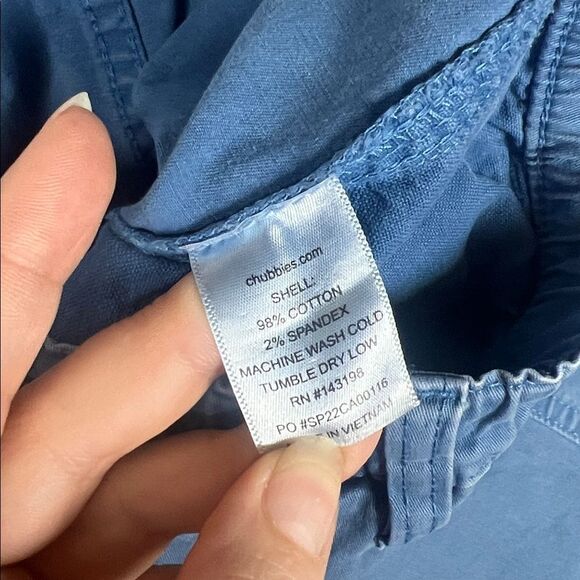 chubbies.com
SHELL:
98% COTTON
2% SPANDEX
MACHINE WASH COLD
TUMBLE DRY LOW
RN #143198
PO #SP22CA00116
IN VIETNAM